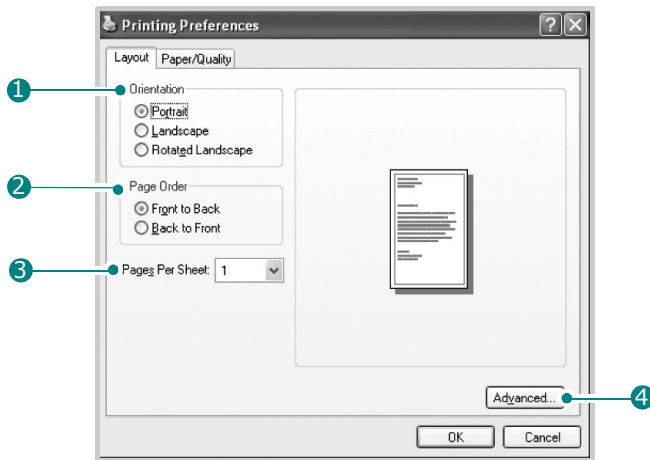 Printing Preferences
Layout Paper/Quality
1 Orientation
Portrait
Landscape
Rotated Landscape
2 Page Order
Front to Back
Back to Front
3 Pages Per Sheet: 1
Advanced... 4
OK Cancel